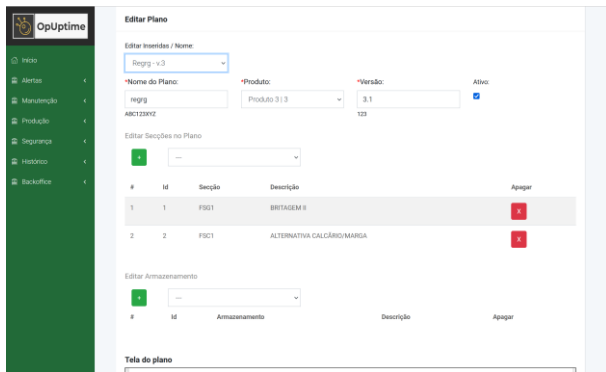 OpUptime
Editar Plano
Início
Alertas
Manutenção
Produção
Segurança
Histórico
Backoffice
Editar Inseridas / Nome:
Regrg - v.3
*Nome do Plano: *Produto: *Versão: Ativo:
regrg Produto 3 | 3 3.1
ABC123XYZ 123
Editar Secções no Plano
+ ---
# Id Secção Descrição Apagar
1 1 FSG1 BRITAGEM II X
2 2 FSC1 ALTERNATIVA CALCÁRIO/MARGA X
Editar Armazenamento
+ ---
# Id Armazenamento Descrição Apagar
Tela do plano